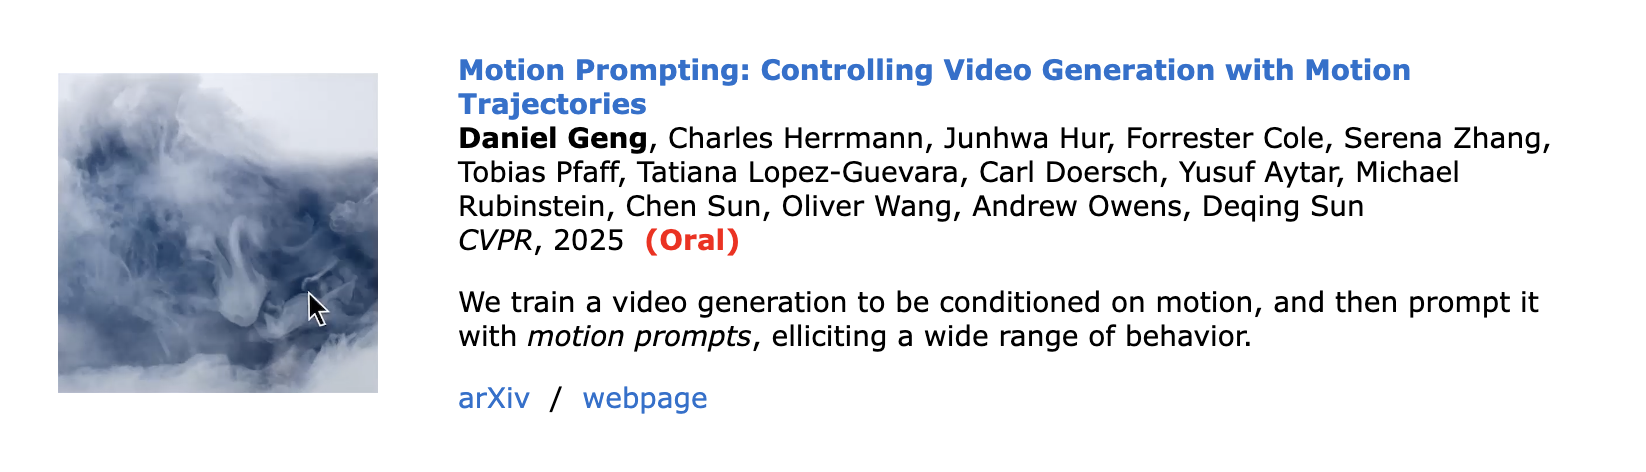 Motion Prompting: Controlling Video Generation with Motion
Trajectories
Daniel Geng, Charles Herrmann, Junhwa Hur, Forrester Cole, Serena Zhang,
Tobias Pfaff, Tatiana Lopez-Guevara, Carl Doersch, Yusuf Aytar, Michael
Rubinstein, Chen Sun, Oliver Wang, Andrew Owens, Deqing Sun
CVPR, 2025 (Oral)
We train a video generation to be conditioned on motion, and then prompt it
with motion prompts, elliciting a wide range of behavior.
arXiv / webpage